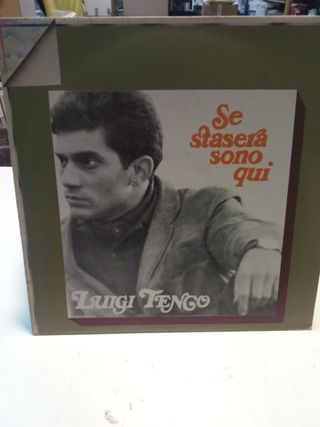 Se
stasera
sono
qui
LUIGI TENCO